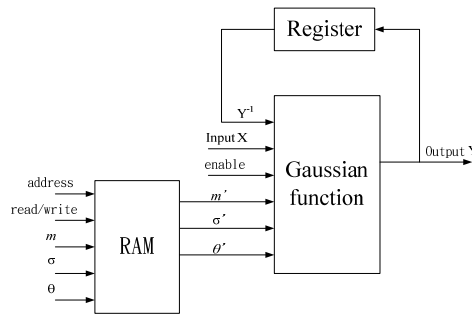 Register
Y-1
Input X
enable
Gaussian
function
Output Y
address
read/write
m
σ
θ
RAM
m′
σ′
θ′